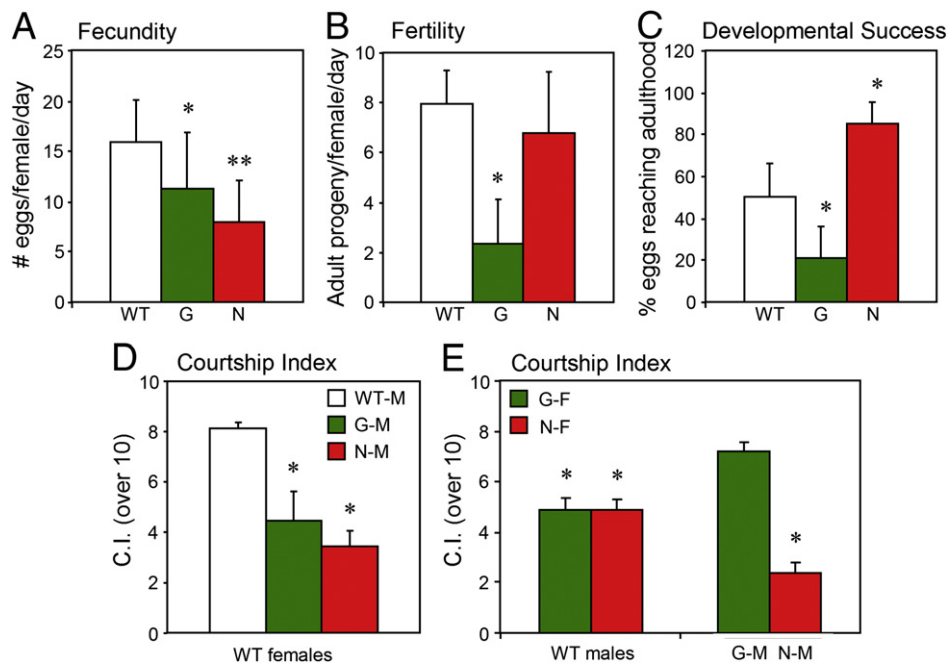 A Fecundity
# eggs/female/day
25
20
15
10
5
0
*
**
WT G N
B Fertility
Adult progeny/female/day
10
8
6
4
2
0
*
WT G N
C Developmental Success
% eggs reaching adulthood
120
100
80
60
40
20
0
*
*
WT G N
D Courtship Index
C.I. (over 10)
10
8
6
4
2
0
WT-M
G-M
N-M
*
*
WT females
E Courtship Index
C.I. (over 10)
10
8
6
4
2
0
G-F
N-F
* *
*
WT males G-M N-M